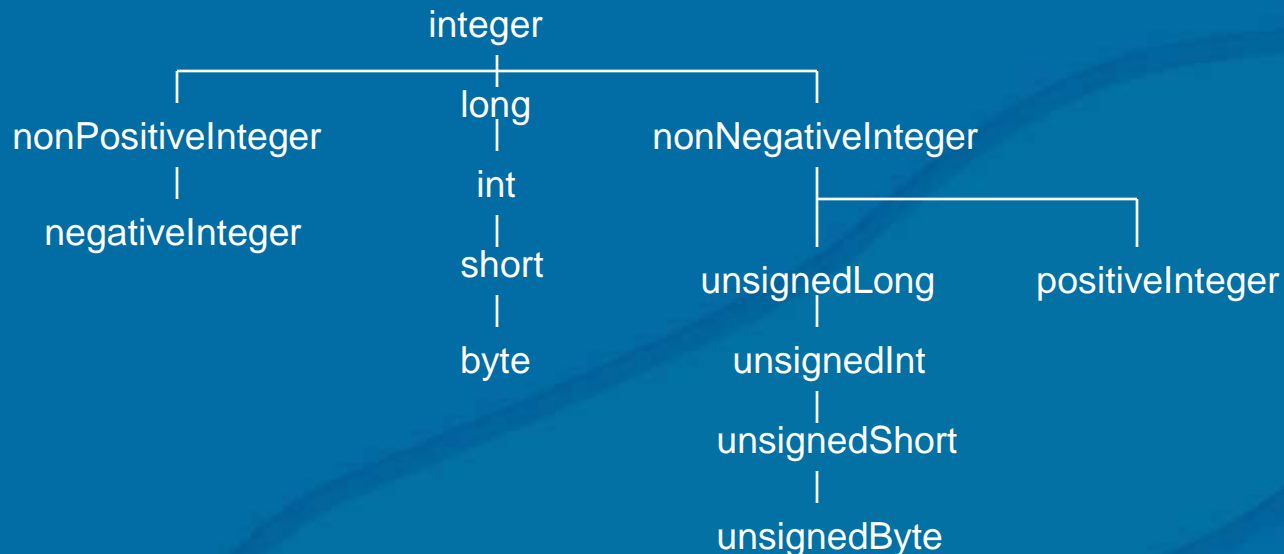 integer
long
nonPositiveInteger
nonNegativeInteger
int
negativeInteger
short
unsignedLong
positiveInteger
byte
unsignedInt
unsignedShort
unsignedByte